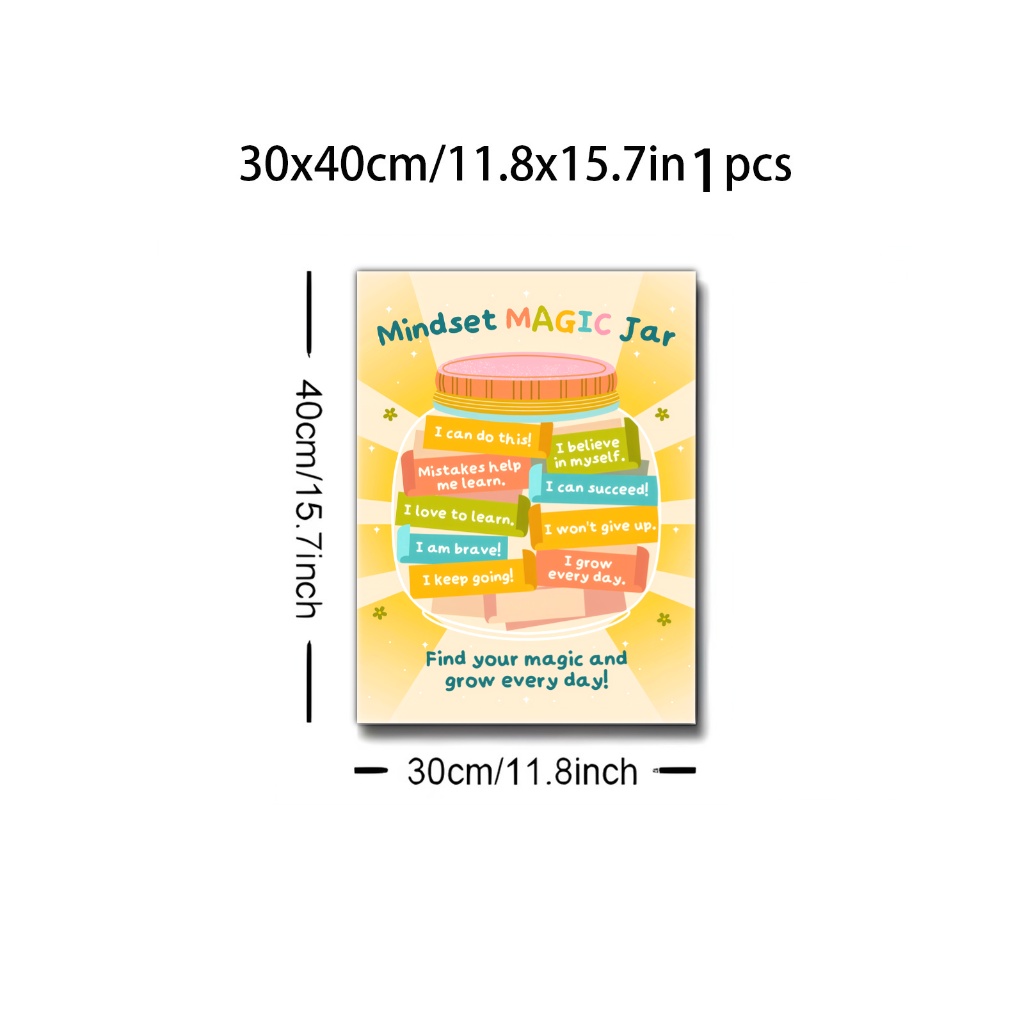 30x40cm/11.8x15.7in 1 pcs
40cm/15.7inch
Mindset MAGIC Jar
I can do this!
I believe
in myself.
Mistakes help
me learn.
I can succeed!
I love to learn.
I won't give up.
I am brave!
I grow
every day.
I keep going!
Find your magic and
grow every day!
30cm/11.8inch